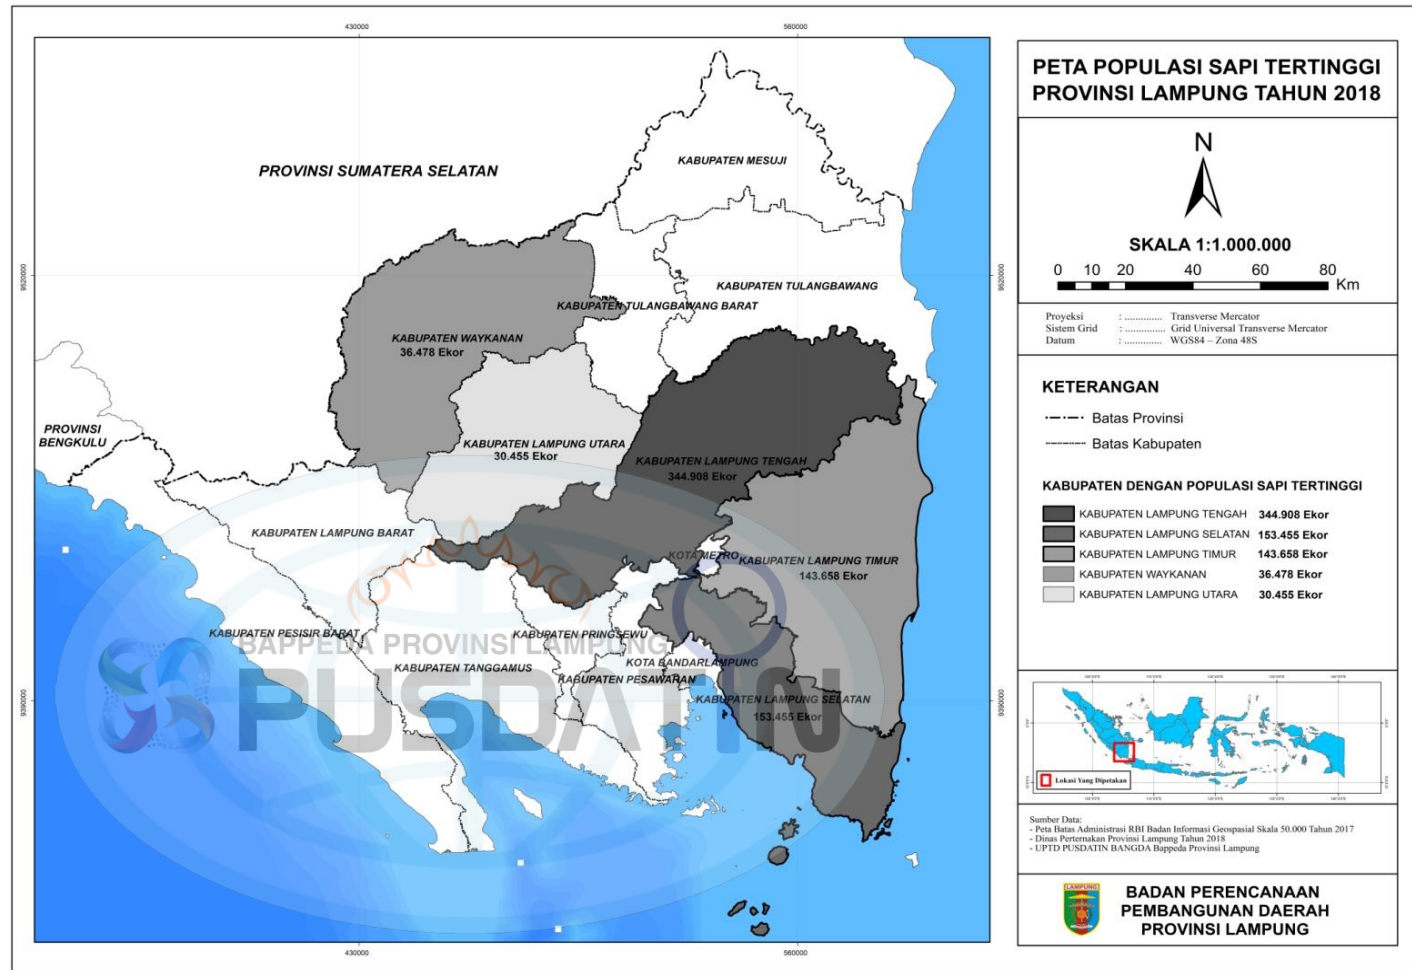 430000
560000
9520000
9520000
9390000
9390000
430000
560000
PROVINSI SUMATERA SELATAN
KABUPATEN MESUJI
KABUPATEN TULANGBAWANG
KABUPATEN TULANGBAWANG BARAT
KABUPATEN WAYKANAN
36.478 Ekor
PROVINSI
BENGKULU
KABUPATEN LAMPUNG UTARA
30.455 Ekor
KABUPATEN LAMPUNG TENGAH
344.908 Ekor
KABUPATEN LAMPUNG BARAT
KOTA METRO
KABUPATEN LAMPUNG TIMUR
143.658 Ekor
KABUPATEN PESISIR BARAT
KABUPATEN PRINGSEWU
BAPPEDA PROVINSI LAMPUNG
PUSDATIN
KABUPATEN TANGGAMUS
KOTA BANDARLAMPUNG
KABUPATEN PESAWARAN
KABUPATEN LAMPUNG SELATAN
153.455 Ekor
PETA POPULASI SAPI TERTINGGI
PROVINSI LAMPUNG TAHUN 2018
N
SKALA 1:1.000.000
0 10 20 40 60 80 Km
Proyeksi : .............. Transverse Mercator
Sistem Grid : ............... Grid Universal Transverse Mercator
Datum : .............. WGS84 – Zona 48S
KETERANGAN
Batas Provinsi
Batas Kabupaten
KABUPATEN DENGAN POPULASI SAPI TERTINGGI
KABUPATEN LAMPUNG TENGAH 344.908 Ekor
KABUPATEN LAMPUNG SELATAN 153.455 Ekor
KABUPATEN LAMPUNG TIMUR 143.658 Ekor
KABUPATEN WAYKANAN 36.478 Ekor
KABUPATEN LAMPUNG UTARA 30.455 Ekor
Lokasi Yang Dipetakan
Sumber Data:
- Peta Batas Administrasi RBI Badan Informasi Geospasial Skala 50.000 Tahun 2017
- Dinas Perternakan Provinsi Lampung Tahun 2018
- UPTD PUSDATIN BANGDA Bappeda Provinsi Lampung
LAMPUNG
BADAN PERENCANAAN
PEMBANGUNAN DAERAH
PROVINSI LAMPUNG